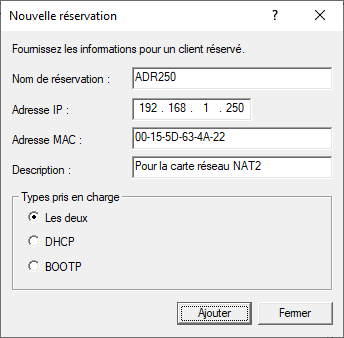 Nouvelle réservation ? ×
Fournissez les informations pour un client réservé.
Nom de réservation : ADR250
Adresse IP : 192 . 168 . 1 . 250
Adresse MAC : 00-15-5D-63-4A-22
Description : Pour la carte réseau NAT2
Types pris en charge
Les deux
DHCP
BOOTP
Ajouter Fermer